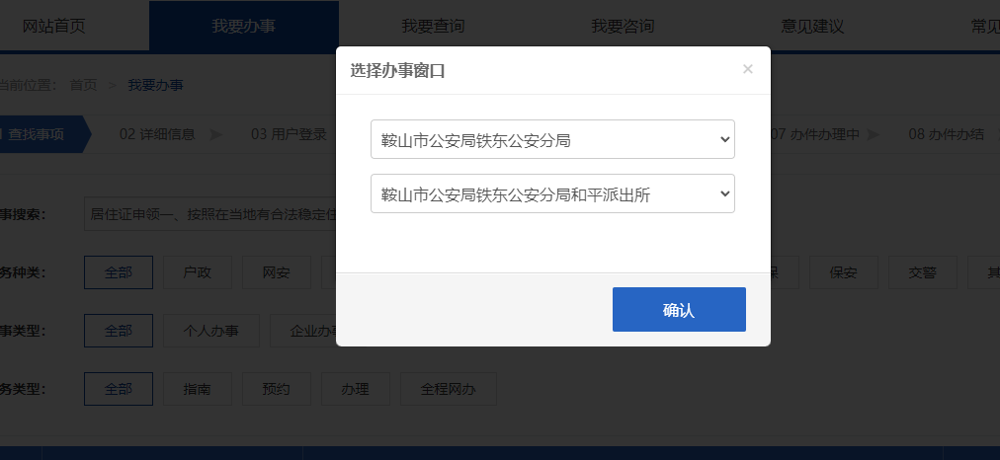 网站首页 我要办事 我要查询 我要咨询 意见建议 常见
当前位置： 首页 > 我要办事
选择办事窗口 ×
查找事项 02 详细信息 03 用户登录 07 办件办理中 08 办件办结
鞍山市公安局铁东公安分局
鞍山市公安局铁东公安分局和平派出所
事搜索： 居住证申领一、按照在当地有合法稳定住
务种类： 全部 户政 网安 保安 交警 其
确认
事类型： 全部 个人办事 企业办事
务类型： 全部 指南 预约 办理 全程网办